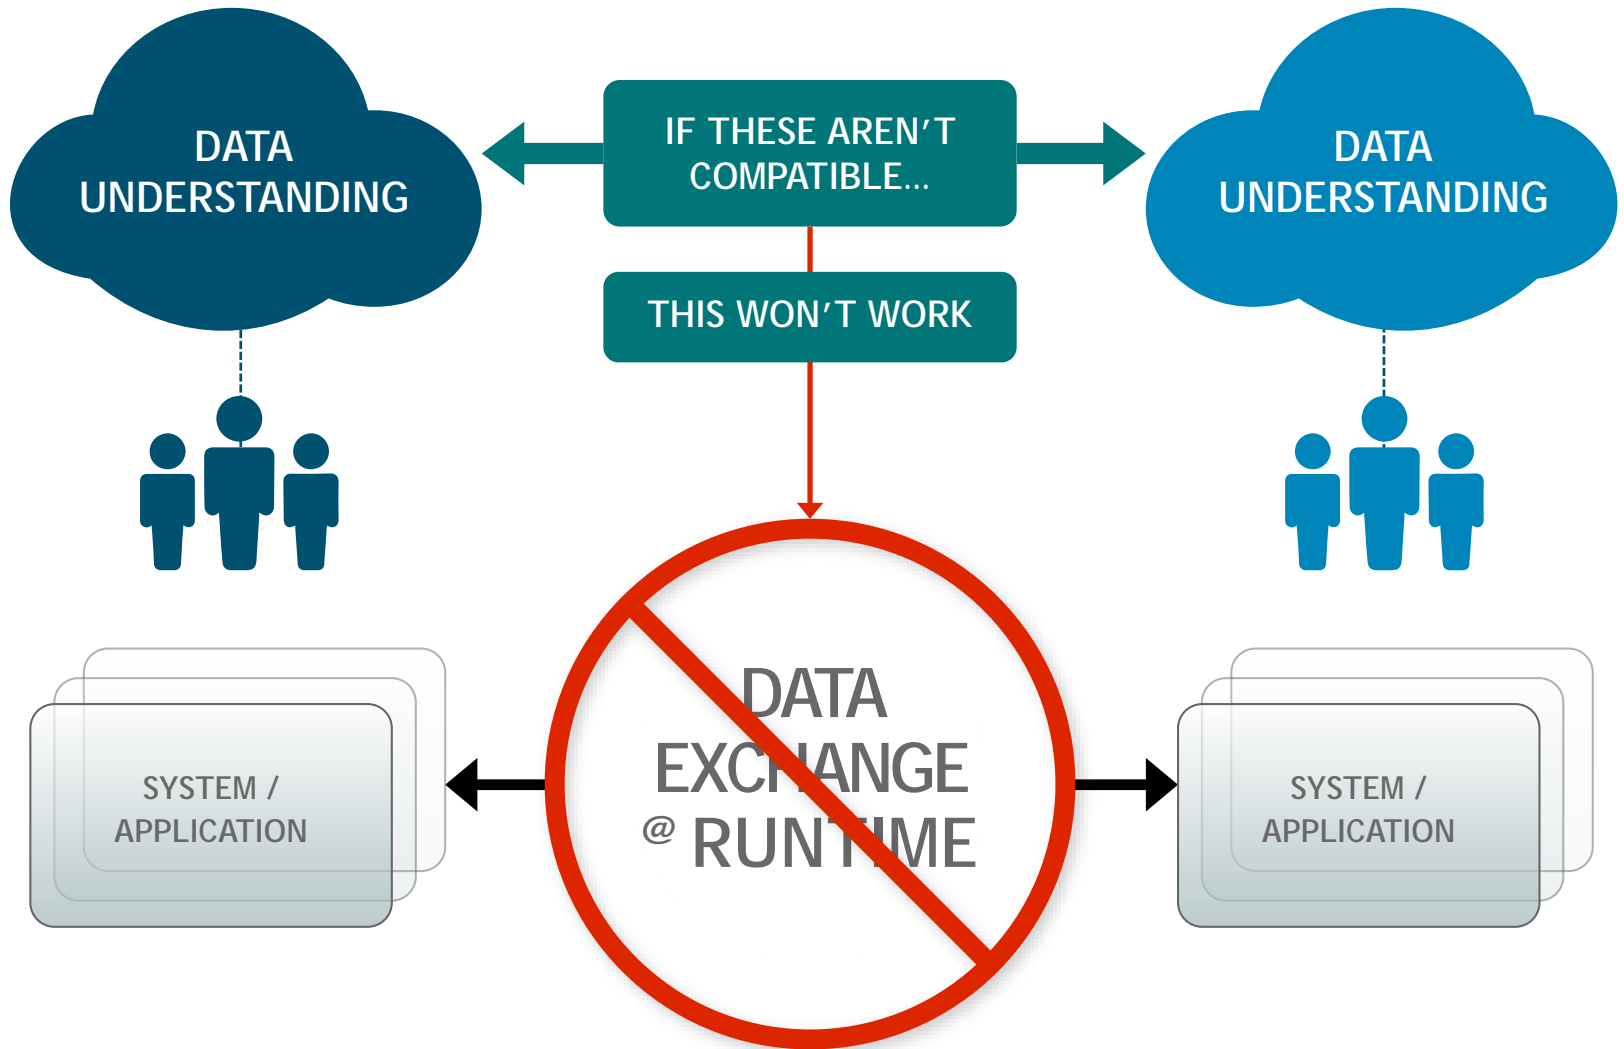 DATA
UNDERSTANDING
IF THESE AREN'T
COMPATIBLE...
DATA
UNDERSTANDING
THIS WON'T WORK
DATA
EXCHANGE
@ RUNTIME
SYSTEM /
APPLICATION
SYSTEM /
APPLICATION